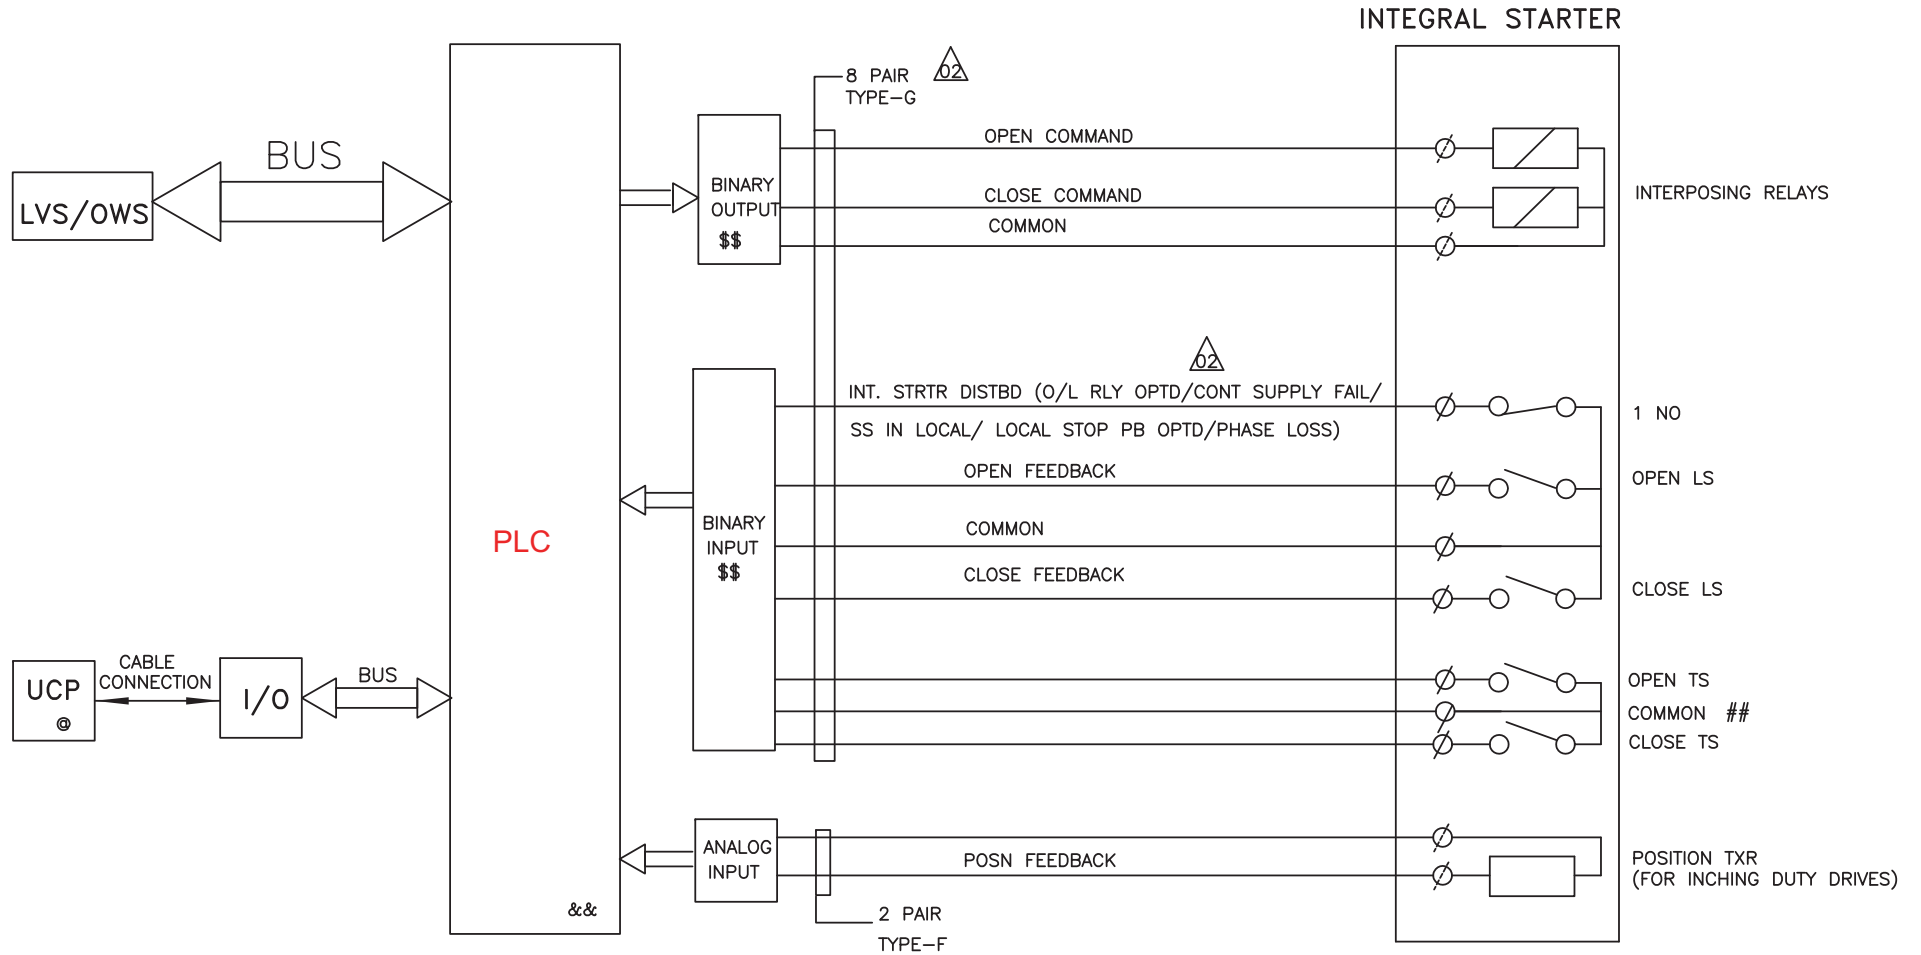 INTEGRAL STARTER
8 PAIR
TYPE-G
02
BUS
LVS/OWS
BINARY
OUTPUT
$$
OPEN COMMAND
CLOSE COMMAND
COMMON
INTERPOSING RELAYS
02
INT. STRTR DISTBD (O/L RLY OPTD/CONT SUPPLY FAIL/
SS IN LOCAL/ LOCAL STOP PB OPTD/PHASE LOSS)
1 NO
OPEN FEEDBACK
OPEN LS
PLC
BINARY
INPUT
$$
COMMON
CLOSE FEEDBACK
CLOSE LS
UCP
@
CABLE
CONNECTION
I/O
BUS
OPEN TS
COMMON ##
CLOSE TS
ANALOG
INPUT
POSN FEEDBACK
POSITION TXR
(FOR INCHING DUTY DRIVES)
&&
2 PAIR
TYPE-F